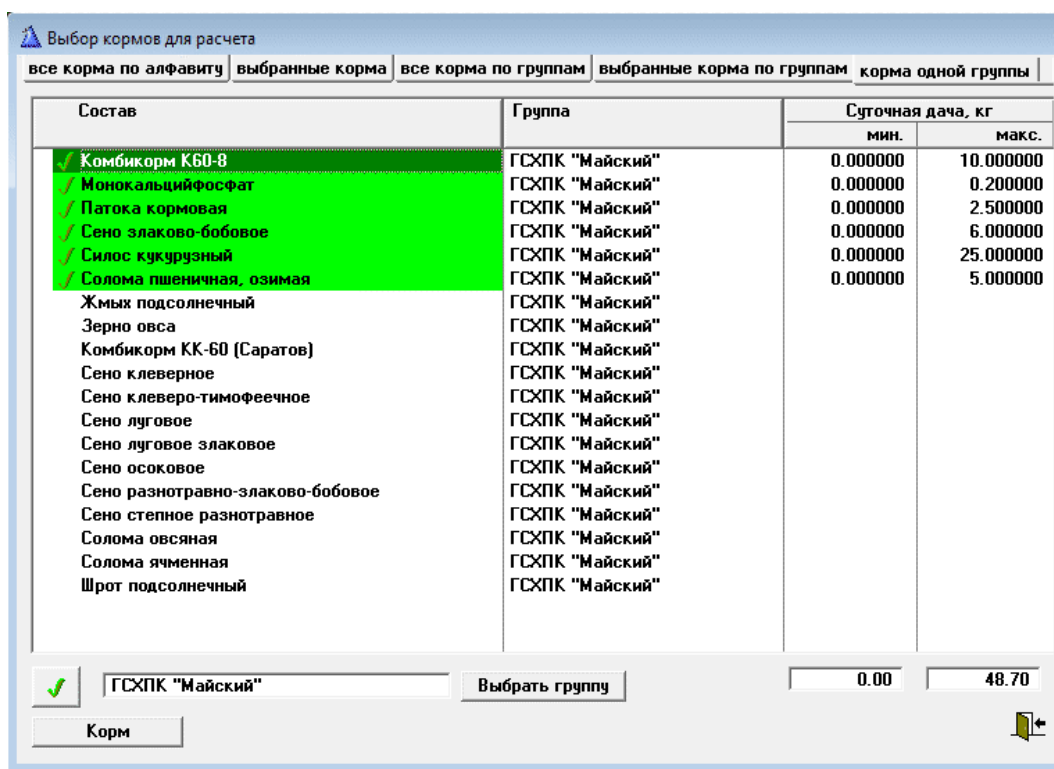 Выбор кормов для расчета
все корма по алфавиту выбранные корма все корма по группам выбранные корма по группам корма одной группы
Состав Группа Суточная дача, кг
мин. макс.
Комбикорм К60-8 ГСХПК "Майский" 0.000000 10.000000
Монокальцийфосфат ГСХПК "Майский" 0.000000 0.200000
Патока кормовая ГСХПК "Майский" 0.000000 2.500000
Сено злаково-бобовое ГСХПК "Майский" 0.000000 6.000000
Силос кукурузный ГСХПК "Майский" 0.000000 25.000000
Солома пшеничная, озимая ГСХПК "Майский" 0.000000 5.000000
Жмых подсолнечный ГСХПК "Майский"
Зерно овса ГСХПК "Майский"
Комбикорм КК-60 (Саратов) ГСХПК "Майский"
Сено клеверное ГСХПК "Майский"
Сено клеверо-тимофеечное ГСХПК "Майский"
Сено луговое ГСХПК "Майский"
Сено луговое злаковое ГСХПК "Майский"
Сено осоковое ГСХПК "Майский"
Сено разнотравно-злаково-бобовое ГСХПК "Майский"
Сено степное разнотравное ГСХПК "Майский"
Солома овсяная ГСХПК "Майский"
Солома ячменная ГСХПК "Майский"
Шрот подсолнечный ГСХПК "Майский"
ГСХПК "Майский" Выбрать группу 0.00 48.70
Корм